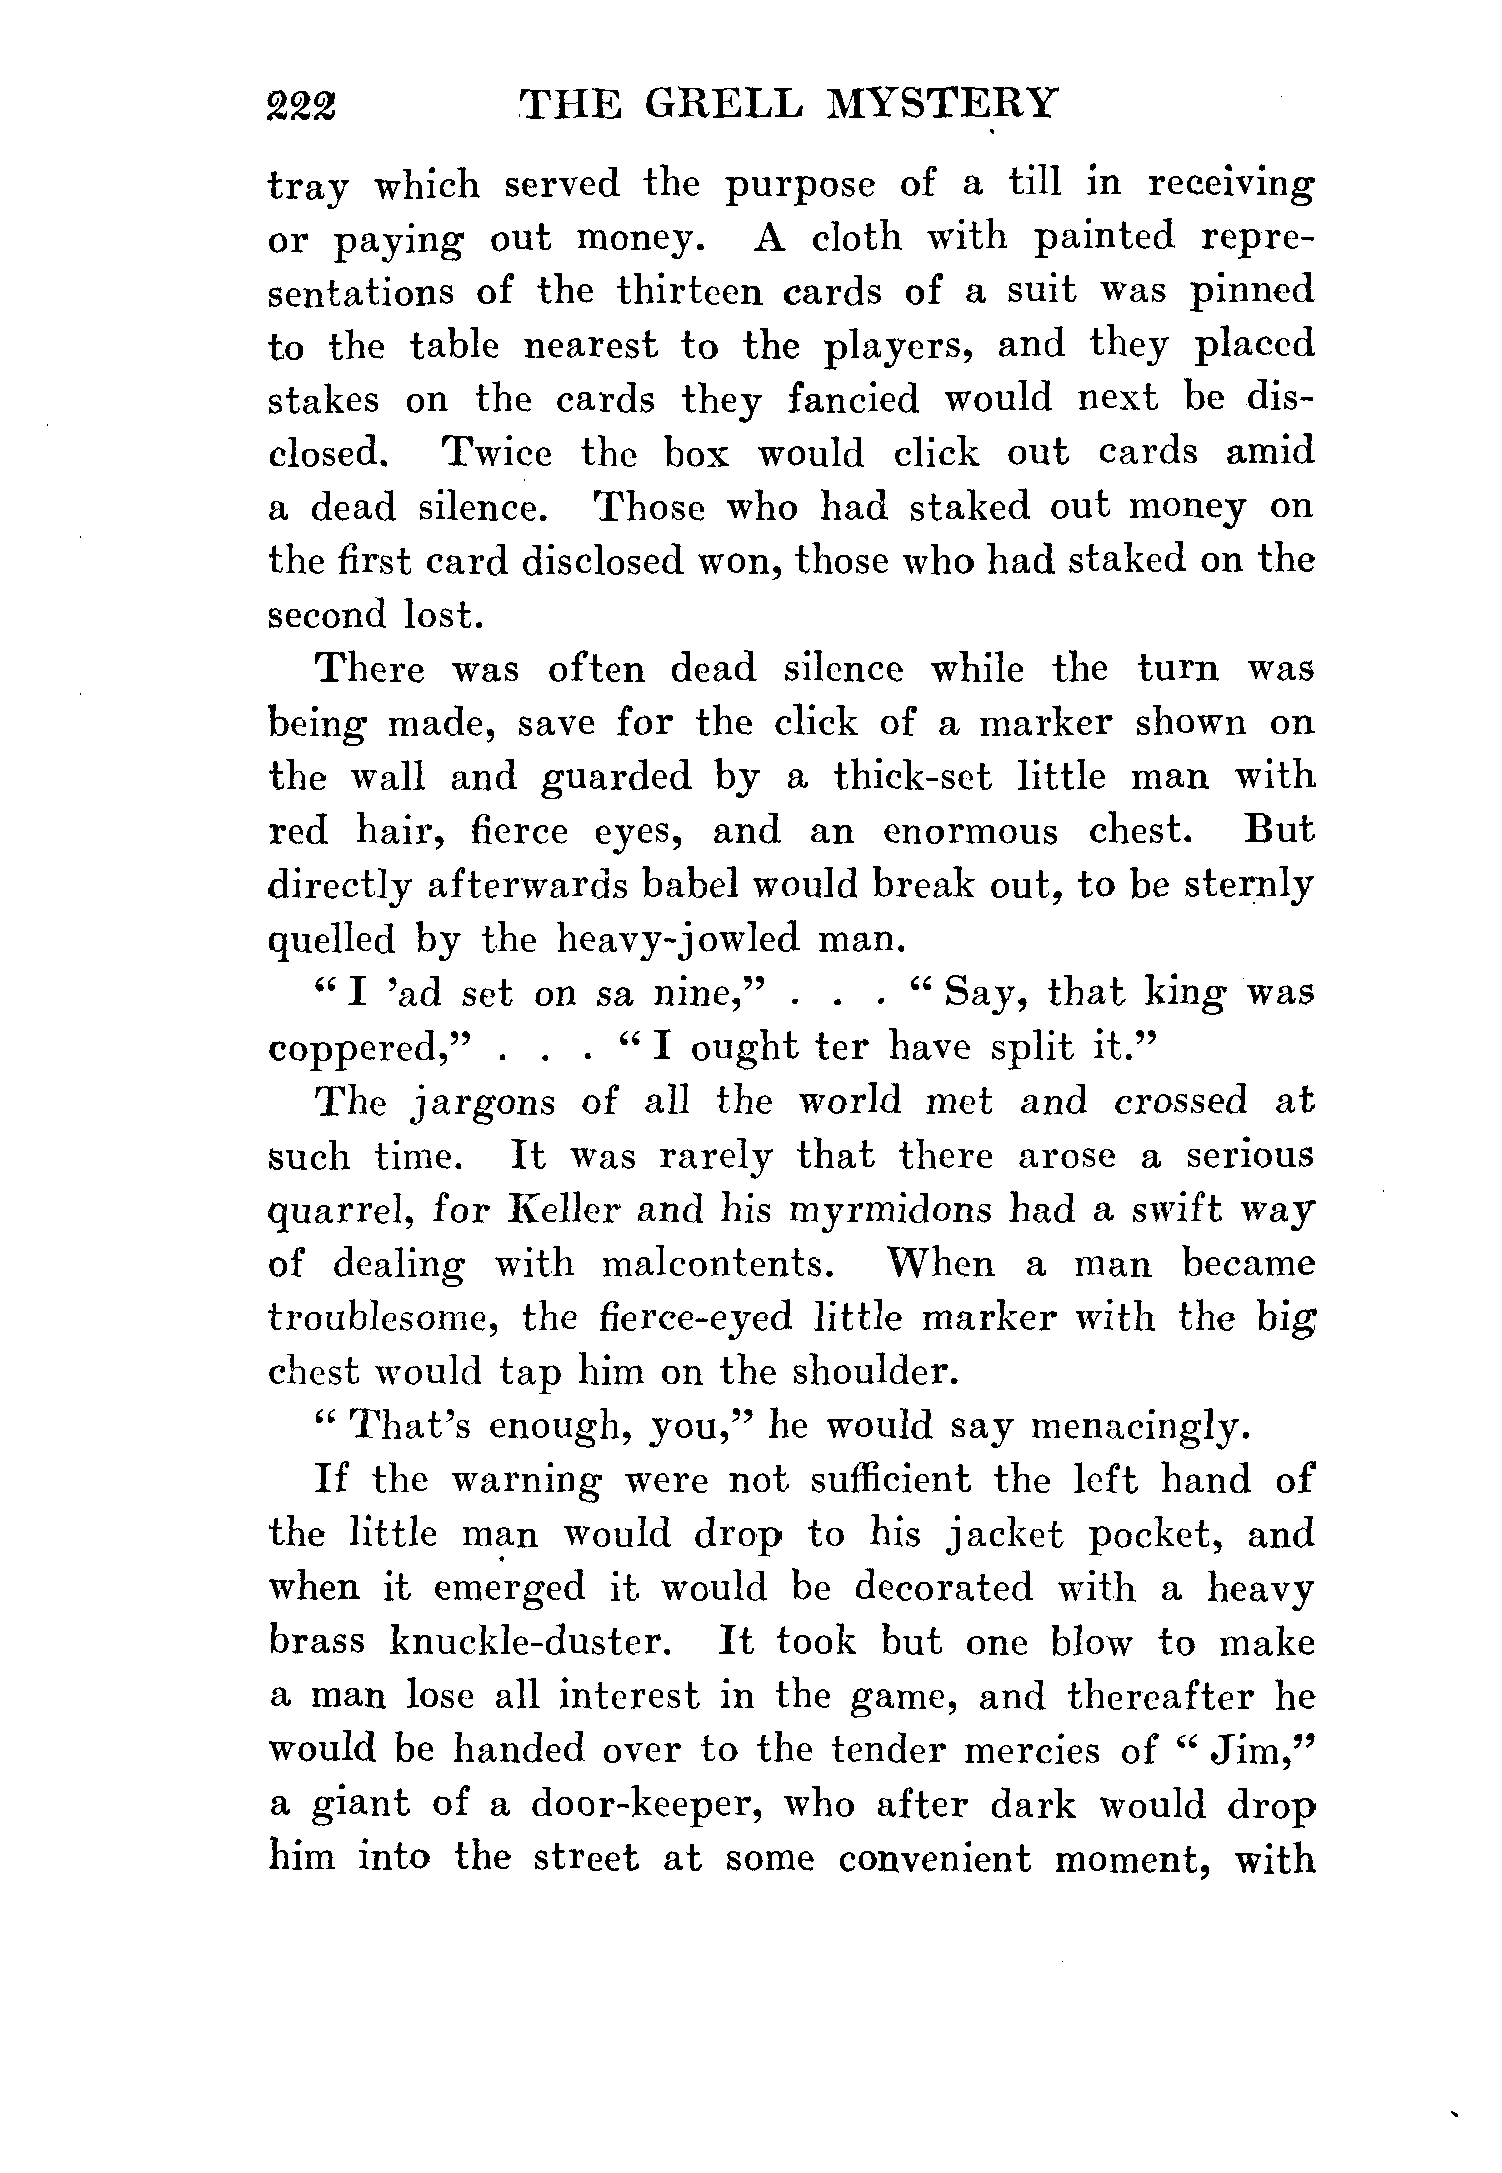 222 THE GRELL MYSTERY
tray which served the purpose of a till in receiving
or paying out money. A cloth with painted repre-
sentations of the thirteen cards of a suit was pinned
to the table nearest to the players, and they placed
stakes on the cards they fancied would next be dis-
closed. Twice the box would click out cards amid
a dead silence. Those who had staked out money on
the first card disclosed won, those who had staked on the
second lost.
There was often dead silence while the turn was
being made, save for the click of a marker shown on
the wall and guarded by a thick-set little man with
red hair, fierce eyes, and an enormous chest. But
directly afterwards babel would break out, to be sternly
quelled by the heavy-jowled man.
“ I ’ad set on sa nine,” . . . “ Say, that king was
coppered,” . . . “ I ought ter have split it.”
The jargons of all the world met and crossed at
such time. It was rarely that there arose a serious
quarrel, for Keller and his myrmidons had a swift way
of dealing with malcontents. When a man became
troublesome, the fierce-eyed little marker with the big
chest would tap him on the shoulder.
“ That’s enough, you,” he would say menacingly.
If the warning were not sufficient the left hand of
the little man would drop to his jacket pocket, and
when it emerged it would be decorated with a heavy
brass knuckle-duster. It took but one blow to make
a man lose all interest in the game, and thereafter he
would be handed over to the tender mercies of “ Jim,”
a giant of a door-keeper, who after dark would drop
him into the street at some convenient moment, with